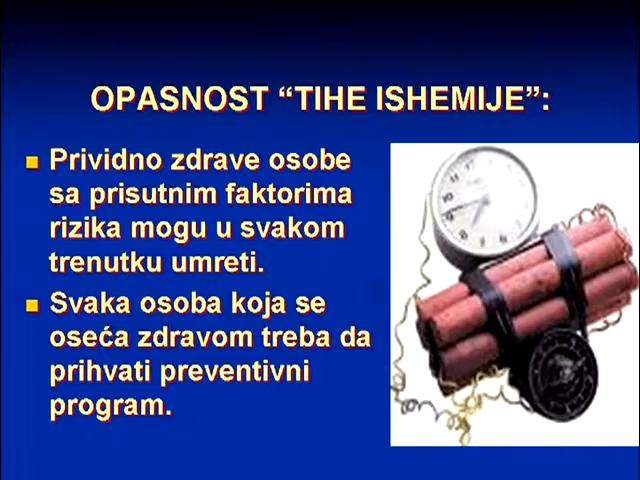 OPASNOST “TIHE ISHEMIJE”:
Prividno zdrave osobe
sa prisutnim faktorima
rizika mogu u svakom
trenutku umreti.
Svaka osoba koja se
oseća zdravom treba da
prihvati preventivni
program.